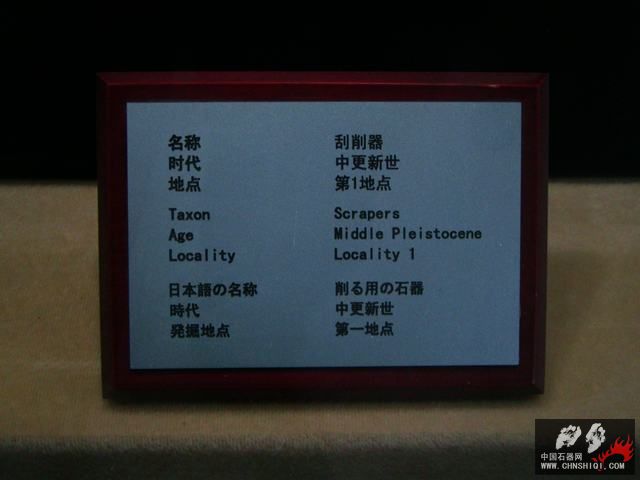 名称 刮削器
时代 中更新世
地点 第1地点
Taxon Scrapers
Age Middle Pleistocene
Locality Locality 1
日本語の名称 削る用の石器
時代 中更新世
発掘地点 第一地点
中国石器网
WWW.CHNSHIQI.COM